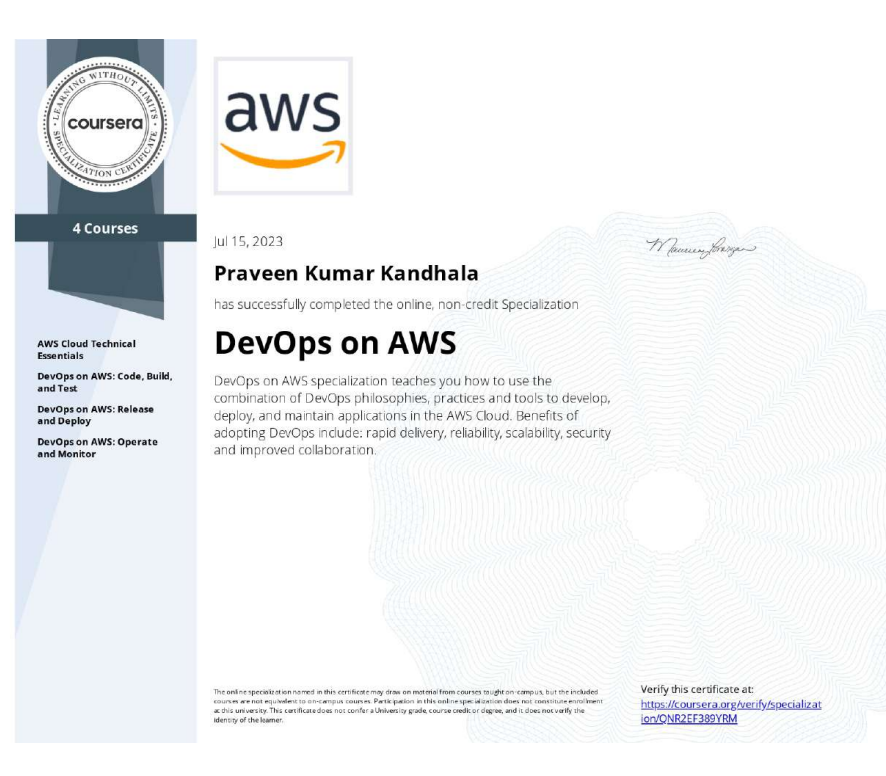 LEARNING WITHOUT LIMITS
coursera
SPECIALIZATION CERTIFICATE
4 Courses
AWS Cloud Technical
Essentials
DevOps on AWS: Code, Build,
and Test
DevOps on AWS: Release
and Deploy
DevOps on AWS: Operate
and Monitor
aws
Jul 15, 2023
Praveen Kumar Kandhala
has successfully completed the online, non-credit Specialization
DevOps on AWS
DevOps on AWS specialization teaches you how to use the
combination of DevOps philosophies, practices and tools to develop,
deploy, and maintain applications in the AWS Cloud. Benefits of
adopting DevOps include: rapid delivery, reliability, scalability, security
and improved collaboration.
The online specialization named in this certificate may draw on material from courses taught on-campus, but the included
courses are not equivalent to on-campus courses. Participation in this online specialization does not constitute enrollment
at this university. This certificate does not confer a University grade, course credit or degree, and it does not verify the
identity of the learner.
Verify this certificate at:
https://coursera.org/verify/specializat
ion/QNR2EF389YRM